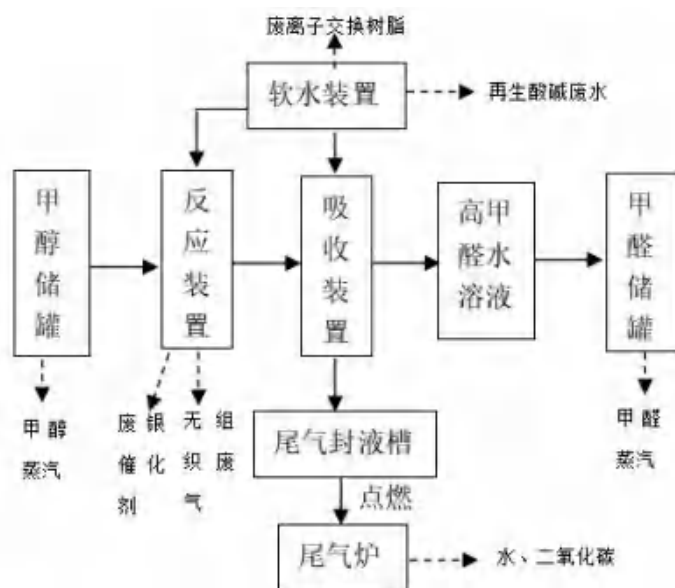 废离子交换树脂
软水装置
再生酸碱废水
甲醇储罐
反应装置
吸收装置
高甲醛水溶液
甲醛储罐
甲醇蒸汽
废银催化剂
无组织废气
甲醛蒸汽
尾气封液槽
点燃
尾气炉
水、二氧化碳